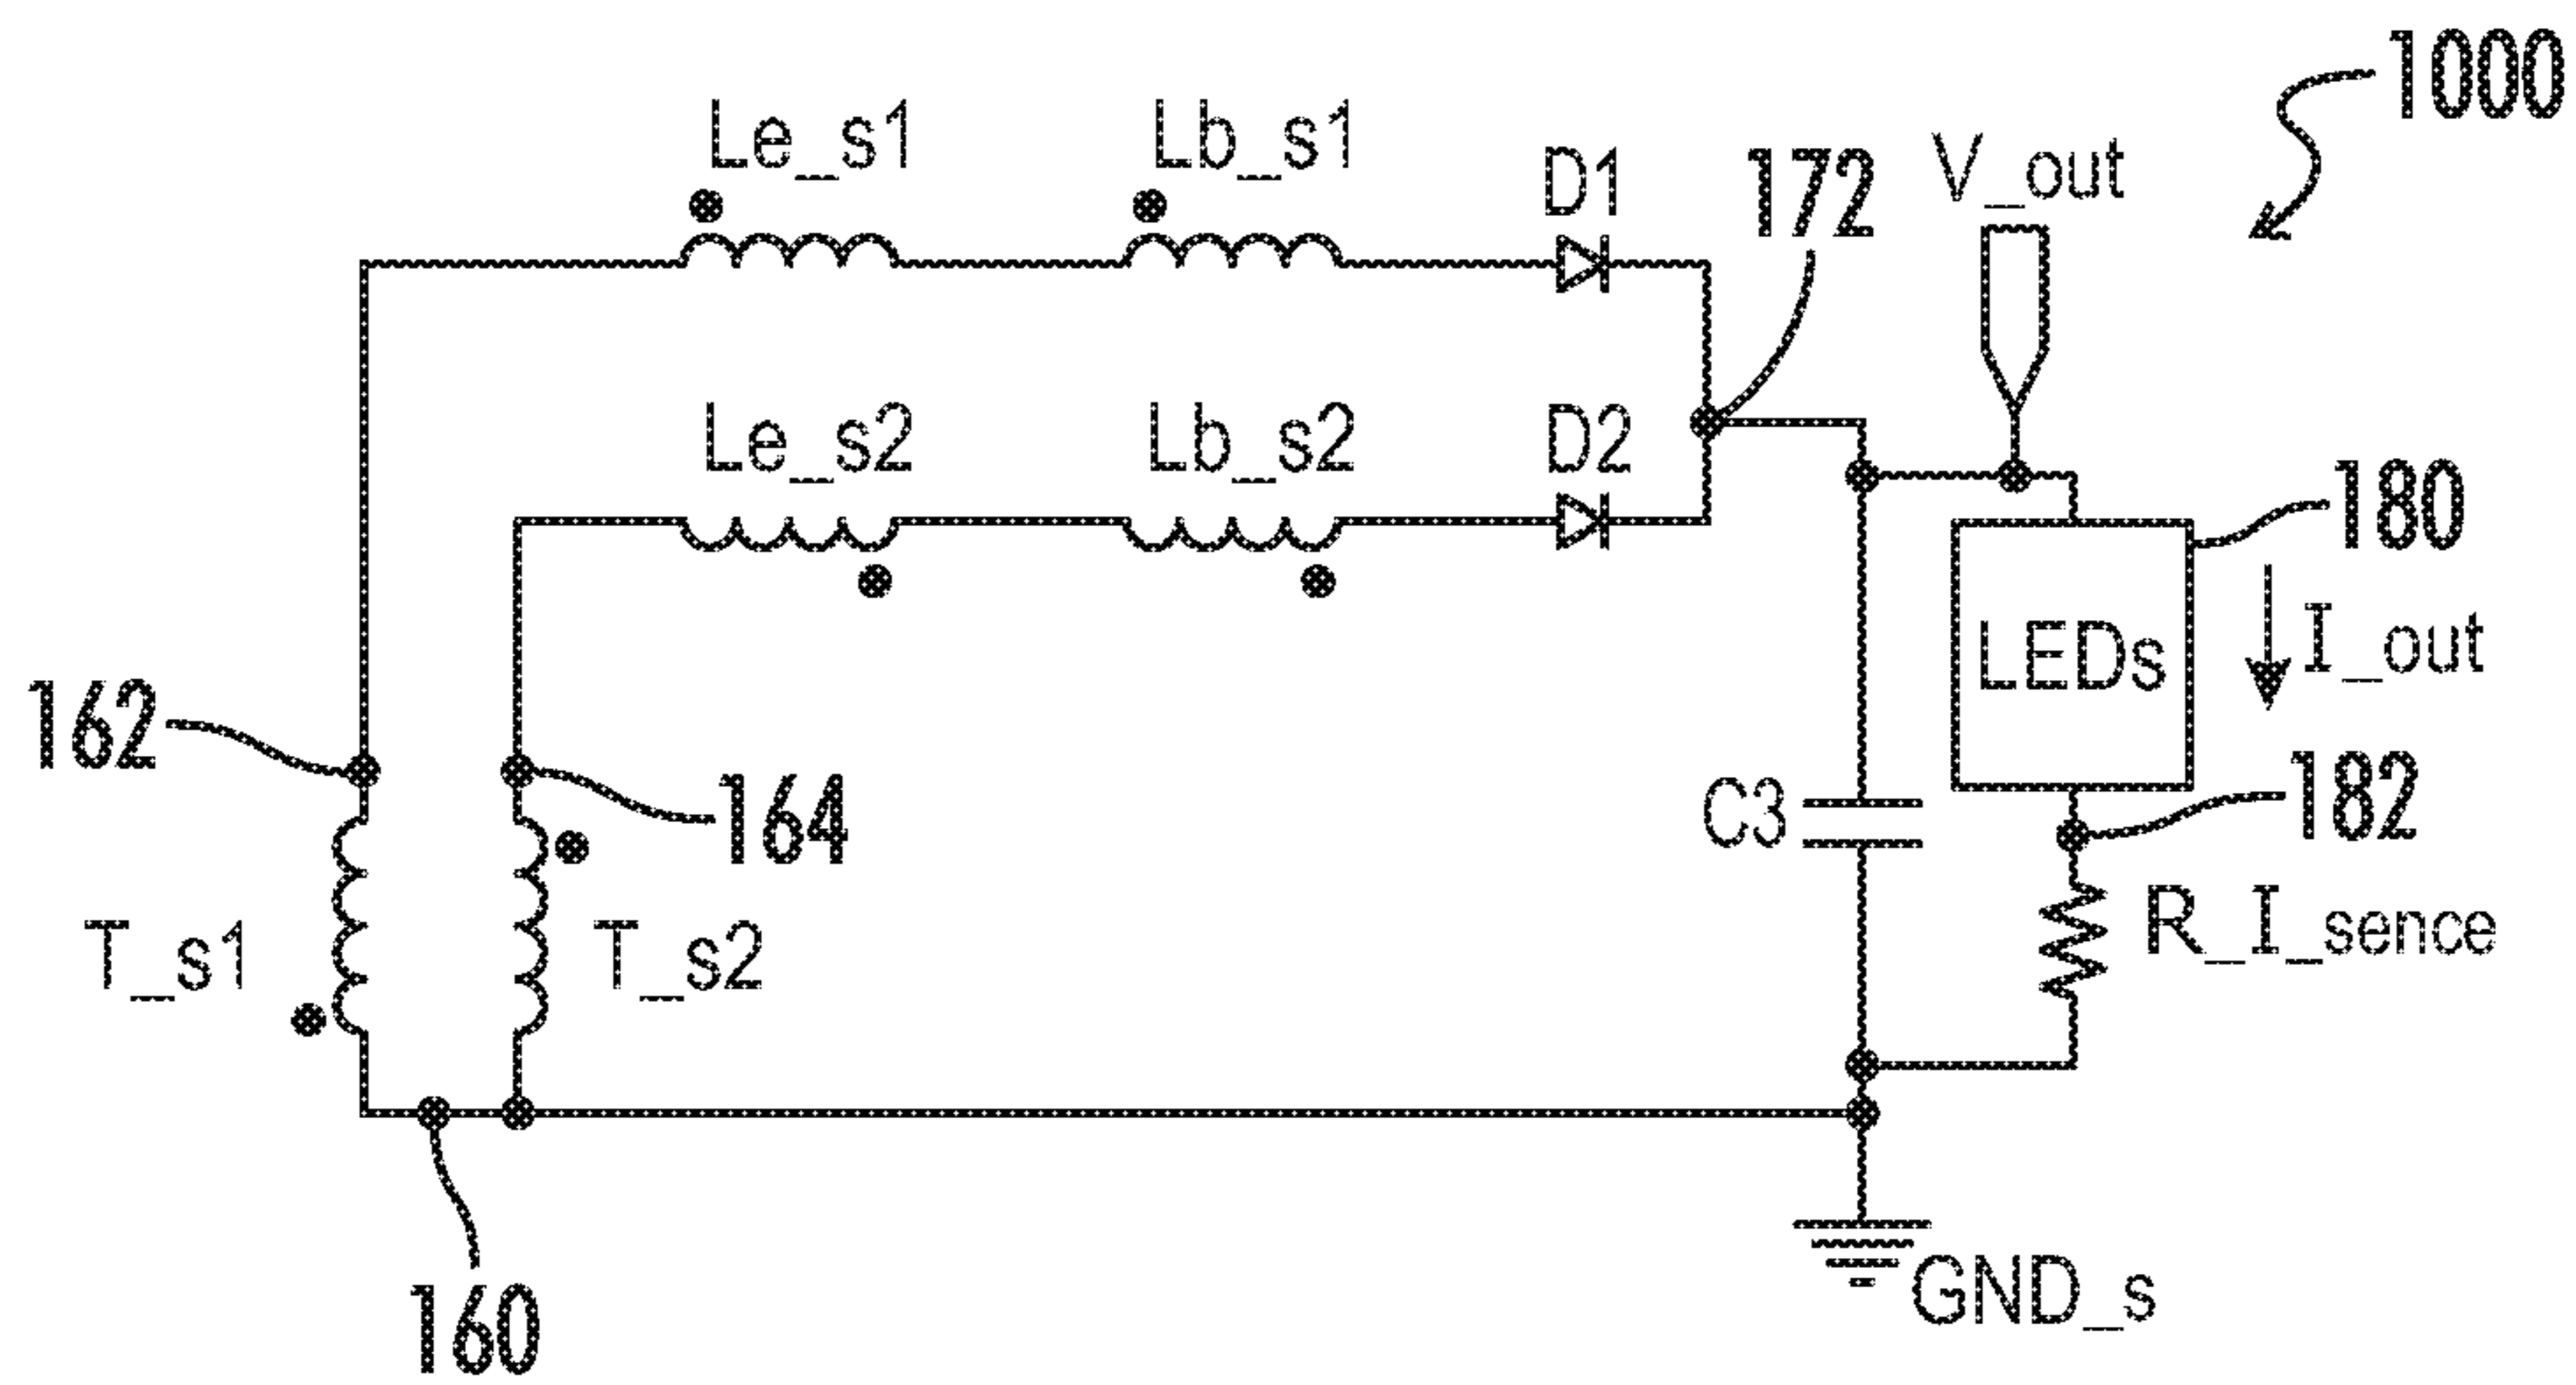 1000
Le_s1
Lb_s1
D1
172
V_out
Le_s2
Lb_s2
D2
180
LEDs
I_out
162
164
C3
182
T_s1
T_s2
R_I_sence
160
GND_s